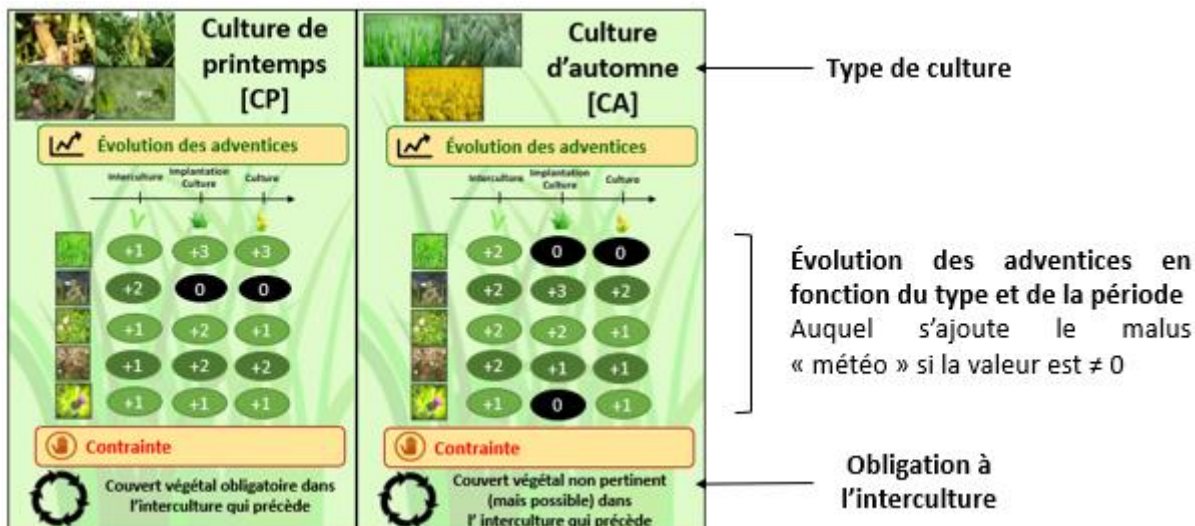 Culture de
printemps
[CP]
Évolution des adventices
Interculture Implantation Culture
Culture
+1 +3 +3
+2 0 0
+1 +2 +1
+1 +2 +2
+1 +1 +1
Contrainte
Couvert végétal obligatoire dans
l'interculture qui précède
Culture
d'automne
[CA]
Évolution des adventices
Interculture Implantation Culture
Culture
+2 0 0
+2 +3 +2
+2 +2 +1
+2 +1 +1
+1 0 +1
Contrainte
Couvert végétal non pertinent
(mais possible) dans
l' interculture qui précède
Type de culture
Évolution des adventices en
fonction du type et de la période
Auquel s'ajoute le malus
« météo » si la valeur est ≠ 0
Obligation à
l'interculture